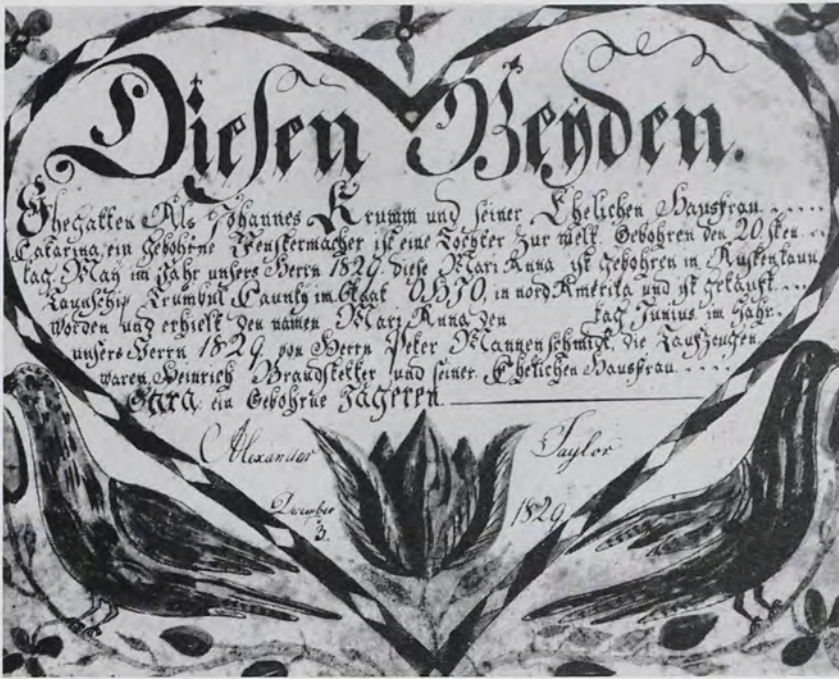 Diesen Beyden.
Ehegatten Als Johannes Krumm und seiner Ehelichen Hausfrau.....
Catarina, ein gebohrne Fenstermacher ist eine Tochter zur welt Gebohren den 20sten..
tag May im Jahr unsers Herrn 1829. diese Mari Anna ist gebohren in
Taunschip Trumbul Caunty im Staat OHIO, in nord Amerika und ist getauft...
worden und erhielt den namen Mari Anna den tag Junius im Jahr..
unsers Herrn 1829. von Herrn Peter Mannenschmidt, die Taufzeugen
waren, Heinrich Brandstetter und seiner Ehelichen Hausfrau....
Sara ein Gebohrne Jägeren.
Alexander Taylor
December 3. 1829